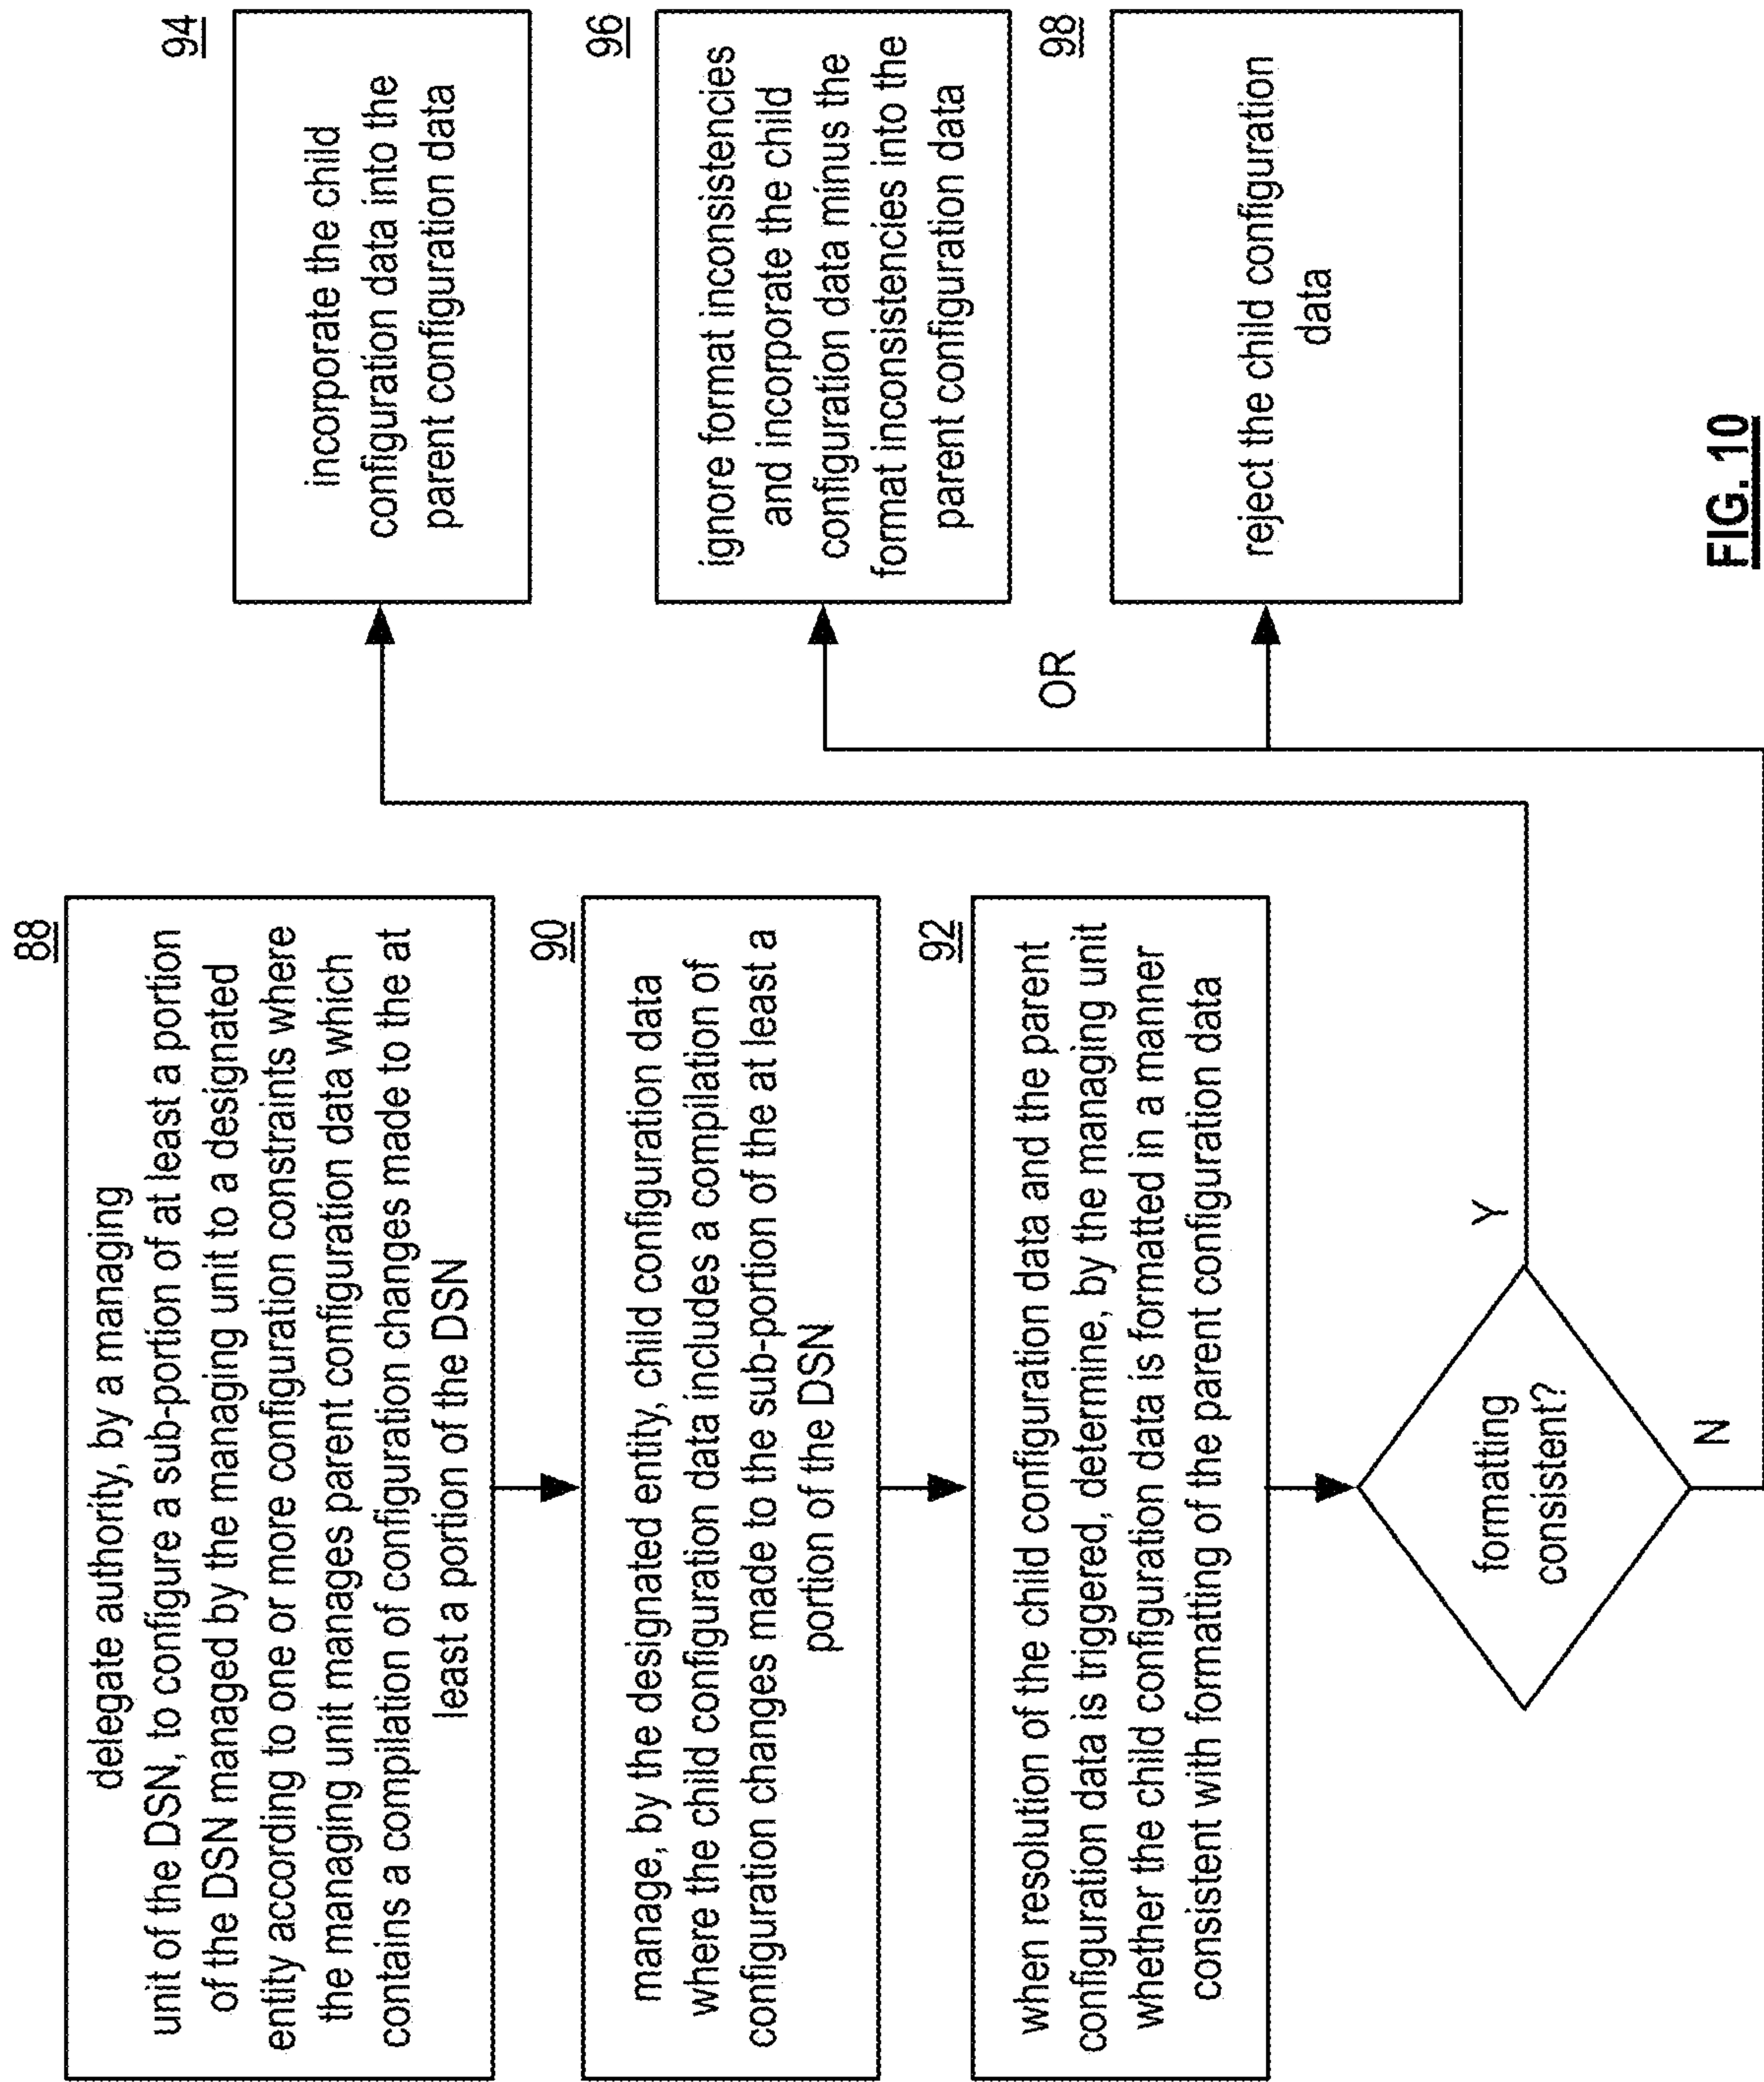 88
delegate authority, by a managing
unit of the DSN, to configure a sub-portion of at least a portion
of the DSN managed by the managing unit to a designated
entity according to one or more configuration constraints where
the managing unit manages parent configuration data which
contains a compilation of configuration changes made to the at
least a portion of the DSN
90
manage, by the designated entity, child configuration data
where the child configuration data includes a compilation of
configuration changes made to the sub-portion of the at least a
portion of the DSN
92
when resolution of the child configuration data and the parent
configuration data is triggered, determine, by the managing unit
whether the child configuration data is formatted in a manner
consistent with formatting of the parent configuration data
formatting
consistent?
Y
N
94
incorporate the child
configuration data into the
parent configuration data
96
ignore format inconsistencies
and incorporate the child
configuration data minus the
format inconsistencies into the
parent configuration data
OR
98
reject the child configuration
data
FIG. 10